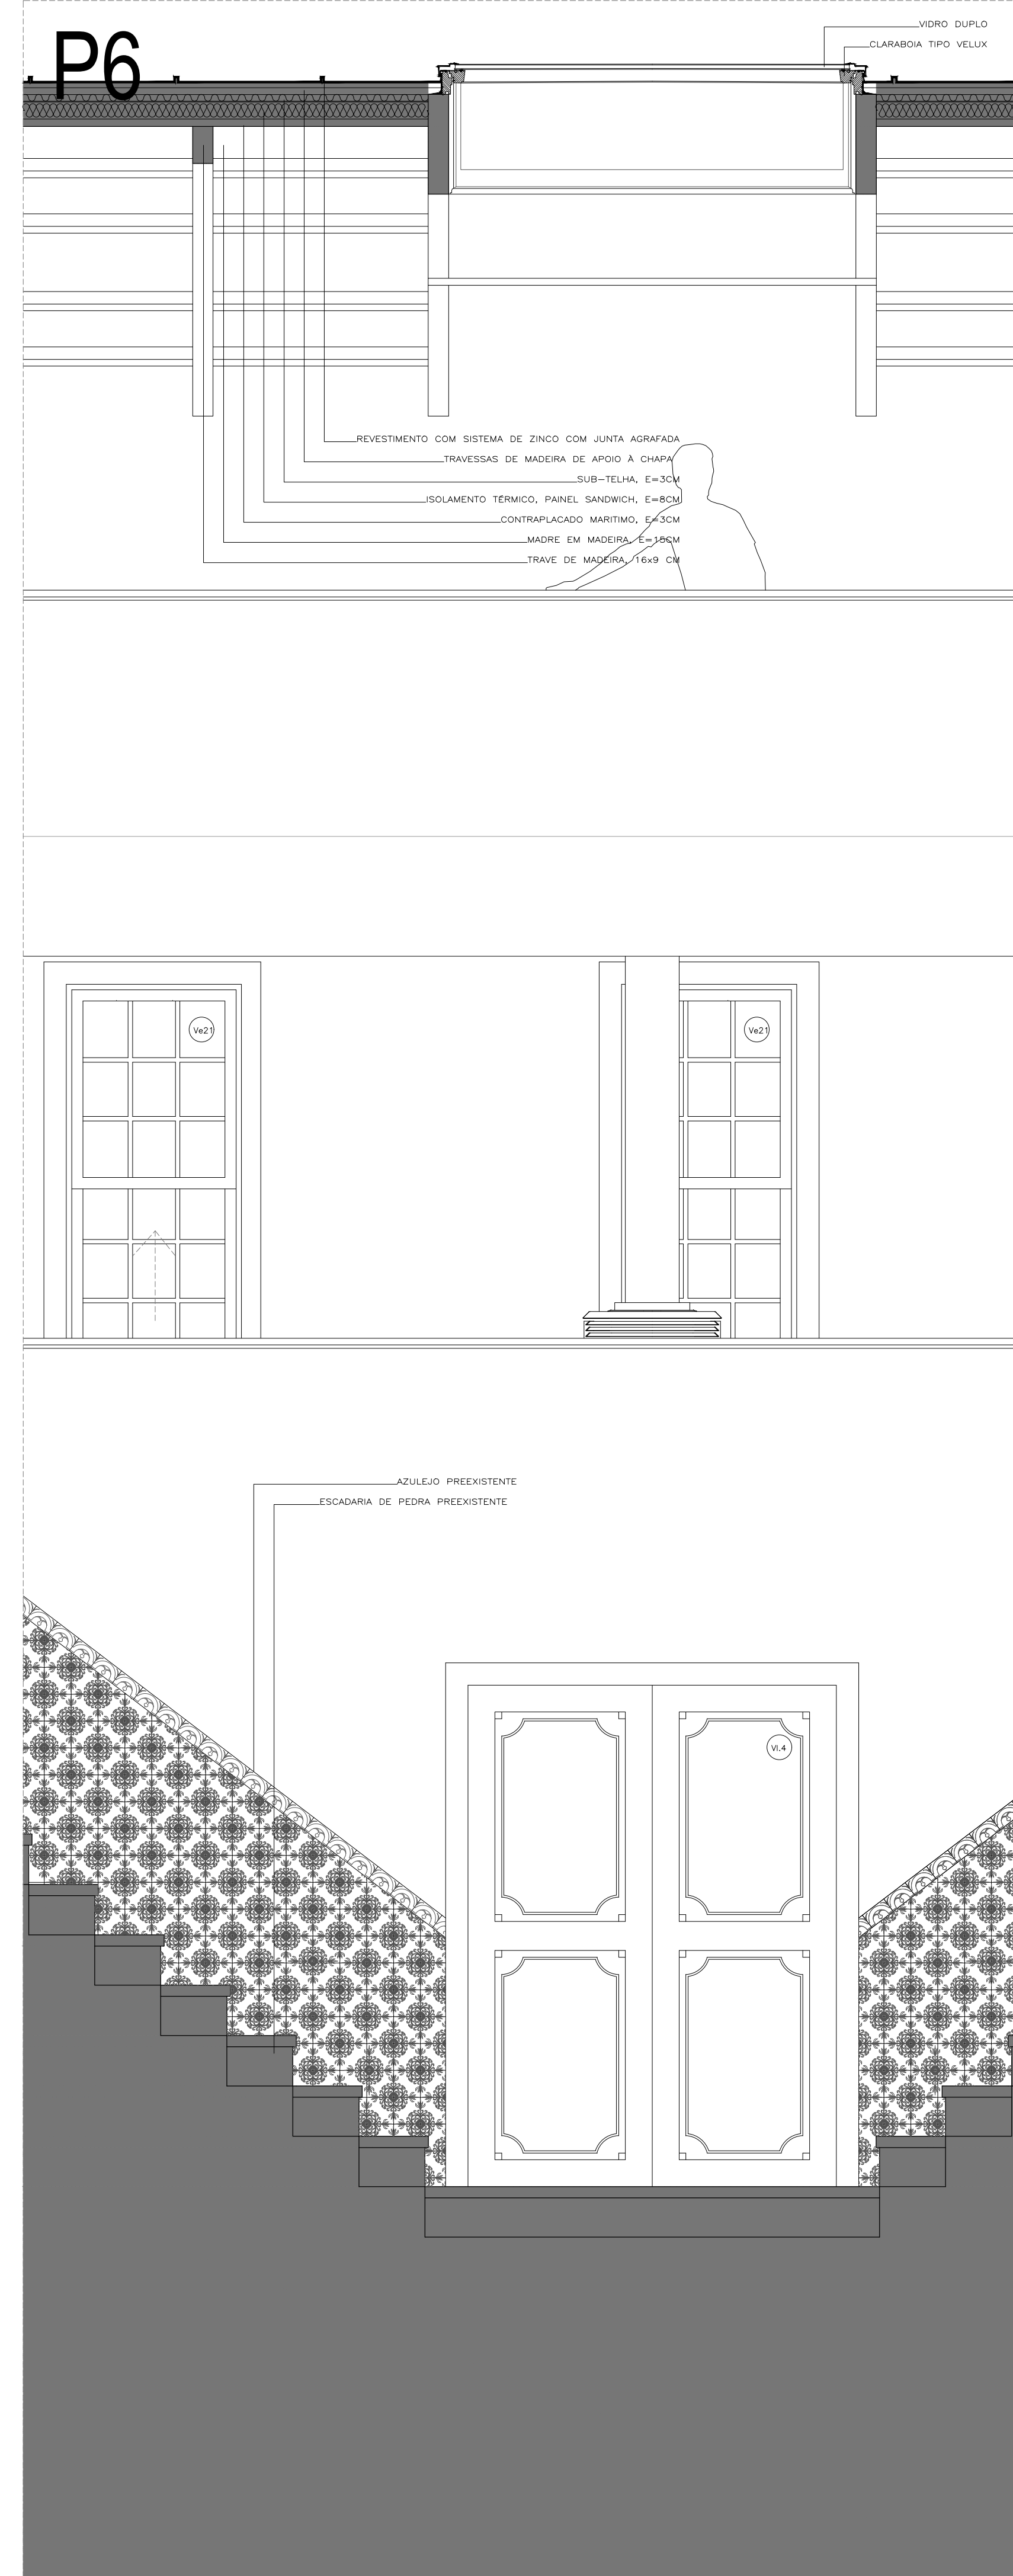 P6
VIDRO DUPLO
CLARABOIA TIPO VELUX
REVESTIMENTO COM SISTEMA DE ZINCO COM JUNTA AGRAFADA
TRAVESSAS DE MADEIRA DE APOIO À CHAPA
SUB-TELHA, E=3CM
ISOLAMENTO TÉRMICO, PAINEL SANDWICH, E=8CM
CONTRAPLACADO MARITIMO, E=3CM
MADRE EM MADEIRA, E=15CM
TRAVE DE MADEIRA, 16x9 CM
Ve21
Ve21
AZULEJO PREEXISTENTE
ESCADARIA DE PEDRA PREEXISTENTE
VI.4